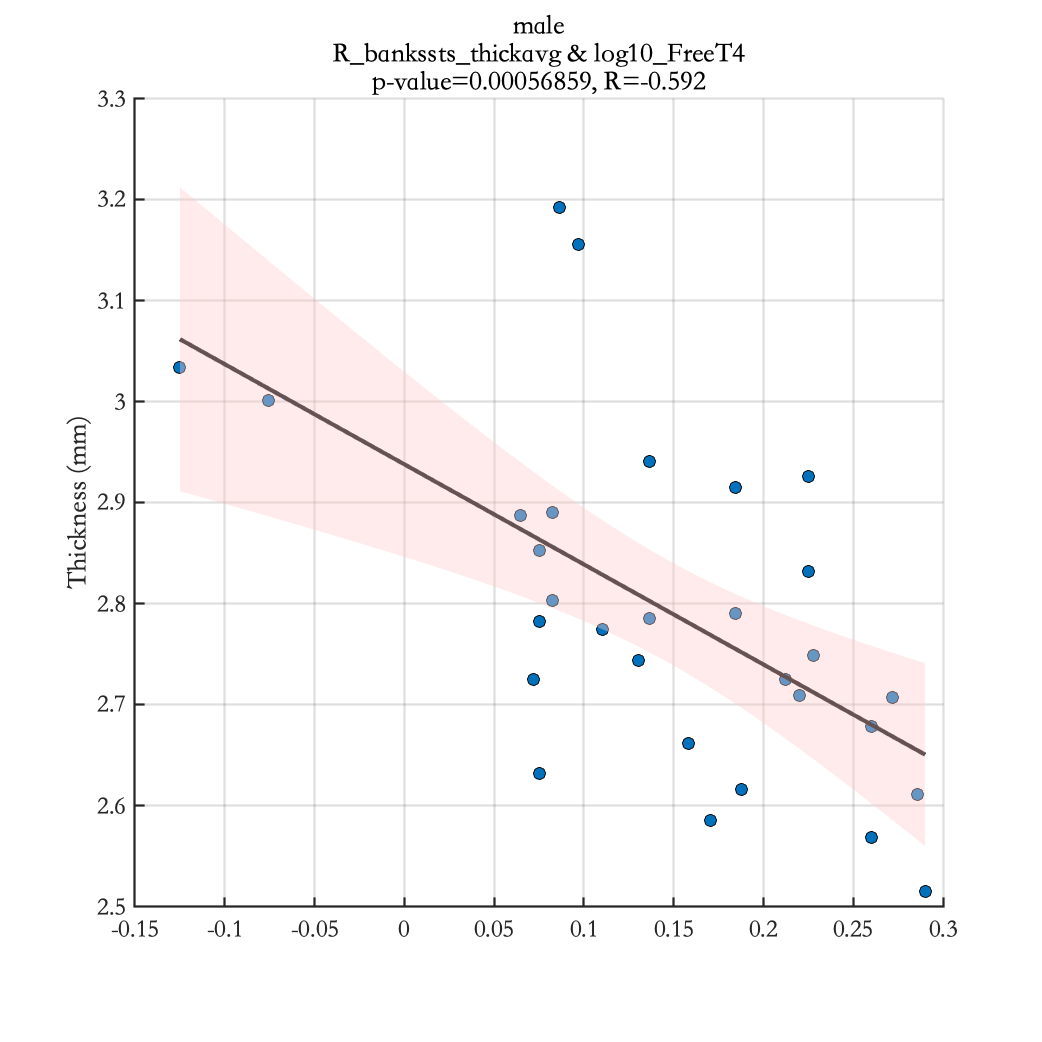 male
R_bankssts_thickavg & log10_FreeT4
p-value=0.00056859, R=-0.592
3.3
3.2
3.1
3
2.9
2.8
2.7
2.6
2.5
Thickness (mm)
-0.15 -0.1 -0.05 0 0.05 0.1 0.15 0.2 0.25 0.3